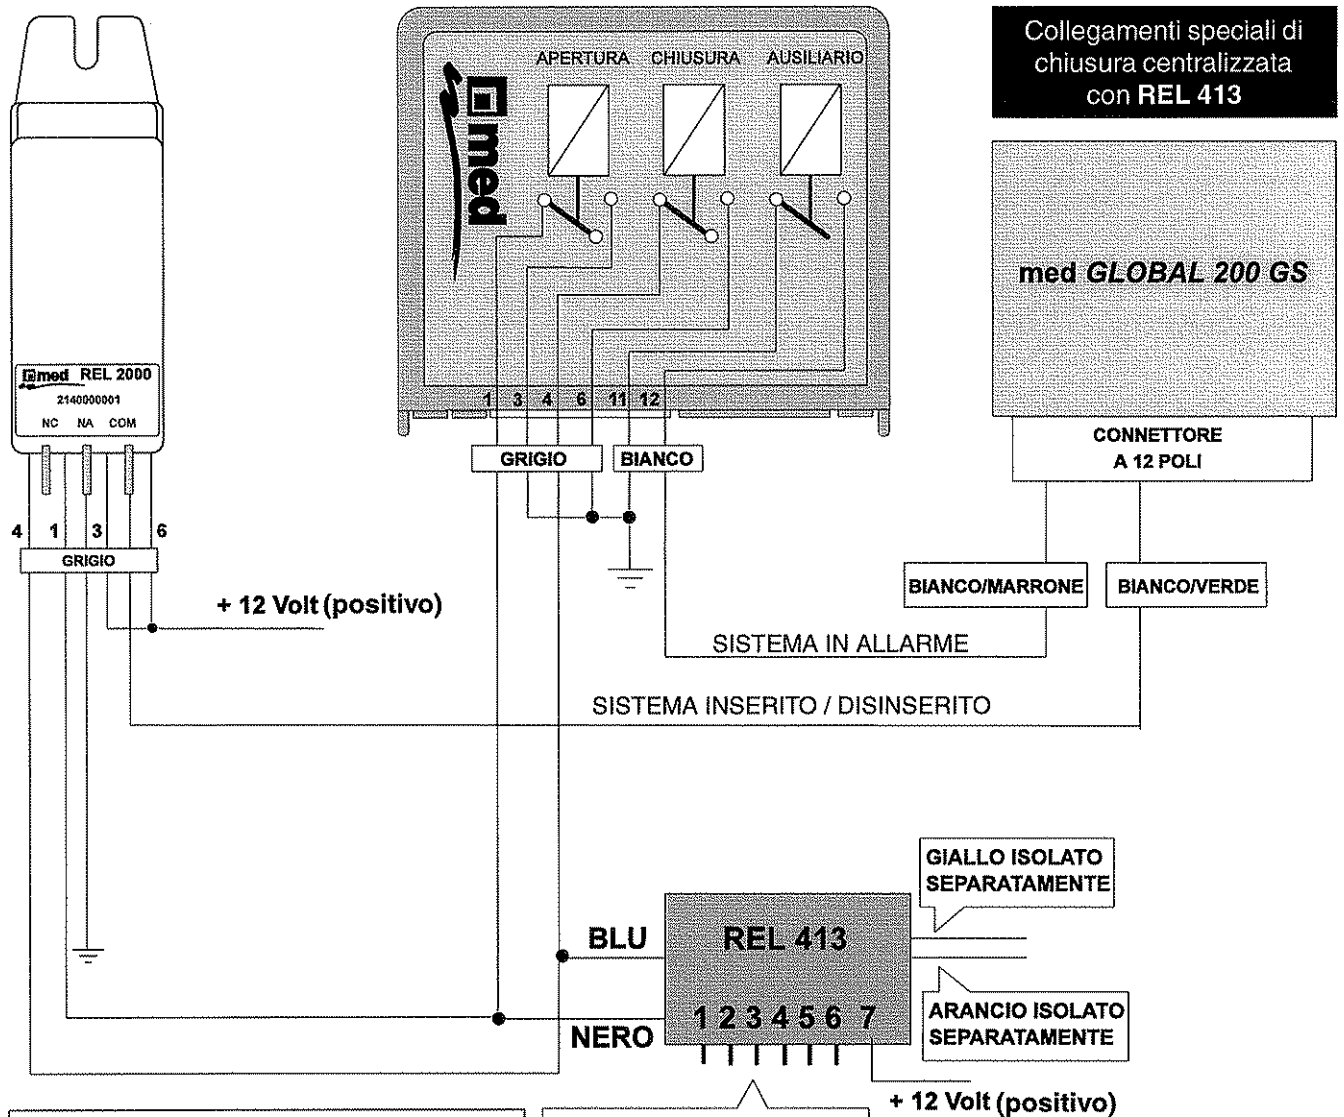 Collegamenti speciali di
chiusura centralizzata
con REL 413
APERTURA CHIUSURA AUSILIARIO
med
med GLOBAL 200 GS
med REL 2000
2140000001
NC NA COM
1 3 4 6 11 12
GRIGIO BIANCO
CONNETTORE
A 12 POLI
4 1 3 6
GRIGIO
BIANCO/MARRONE BIANCO/VERDE
+ 12 Volt (positivo)
SISTEMA IN ALLARME
SISTEMA INSERITO / DISINSERITO
GIALLO ISOLATO
SEPARATAMENTE
BLU
REL 413
NERO
1 2 3 4 5 6 7
ARANCIO ISOLATO
SEPARATAMENTE
+ 12 Volt (positivo)